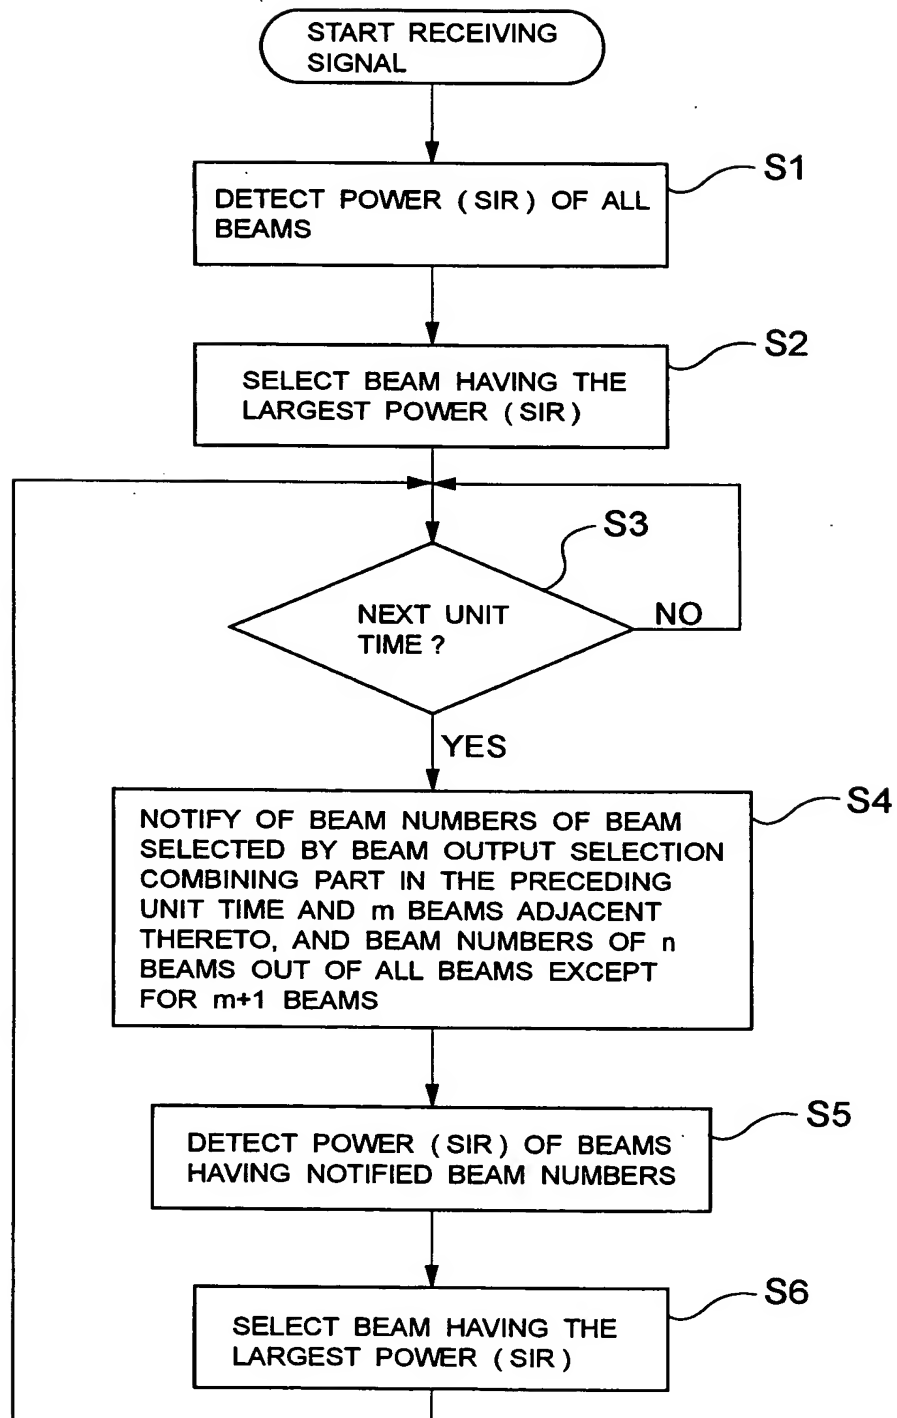 START RECEIVING
SIGNAL
S1
DETECT POWER (SIR) OF ALL
BEAMS
S2
SELECT BEAM HAVING THE
LARGEST POWER (SIR)
S3
NEXT UNIT
TIME?
NO
YES
S4
NOTIFY OF BEAM NUMBERS OF BEAM
SELECTED BY BEAM OUTPUT SELECTION
COMBINING PART IN THE PRECEDING
UNIT TIME AND m BEAMS ADJACENT
THERETO, AND BEAM NUMBERS OF n
BEAMS OUT OF ALL BEAMS EXCEPT
FOR m+1 BEAMS
S5
DETECT POWER (SIR) OF BEAMS
HAVING NOTIFIED BEAM NUMBERS
S6
SELECT BEAM HAVING THE
LARGEST POWER (SIR)